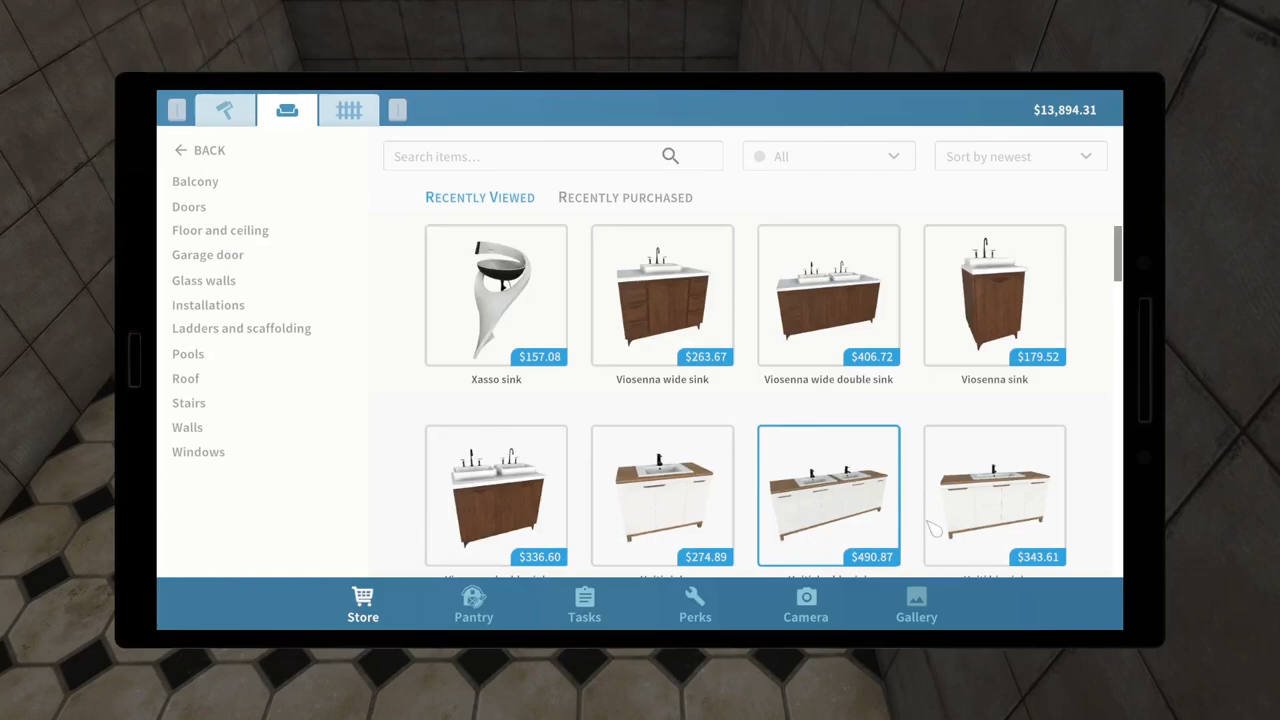 $13,894.31
BACK
Balcony
Doors
Floor and ceiling
Garage door
Glass walls
Installations
Ladders and scaffolding
Pools
Roof
Stairs
Walls
Windows
Search items...
All
Sort by newest
RECENTLY VIEWED
RECENTLY PURCHASED
$157.08
$263.67
$406.72
$179.52
Xasso sink
Viosenna wide sink
Viosenna wide double sink
Viosenna sink
$336.60
$274.89
$490.87
$343.61
Store
Pantry
Tasks
Perks
Camera
Gallery